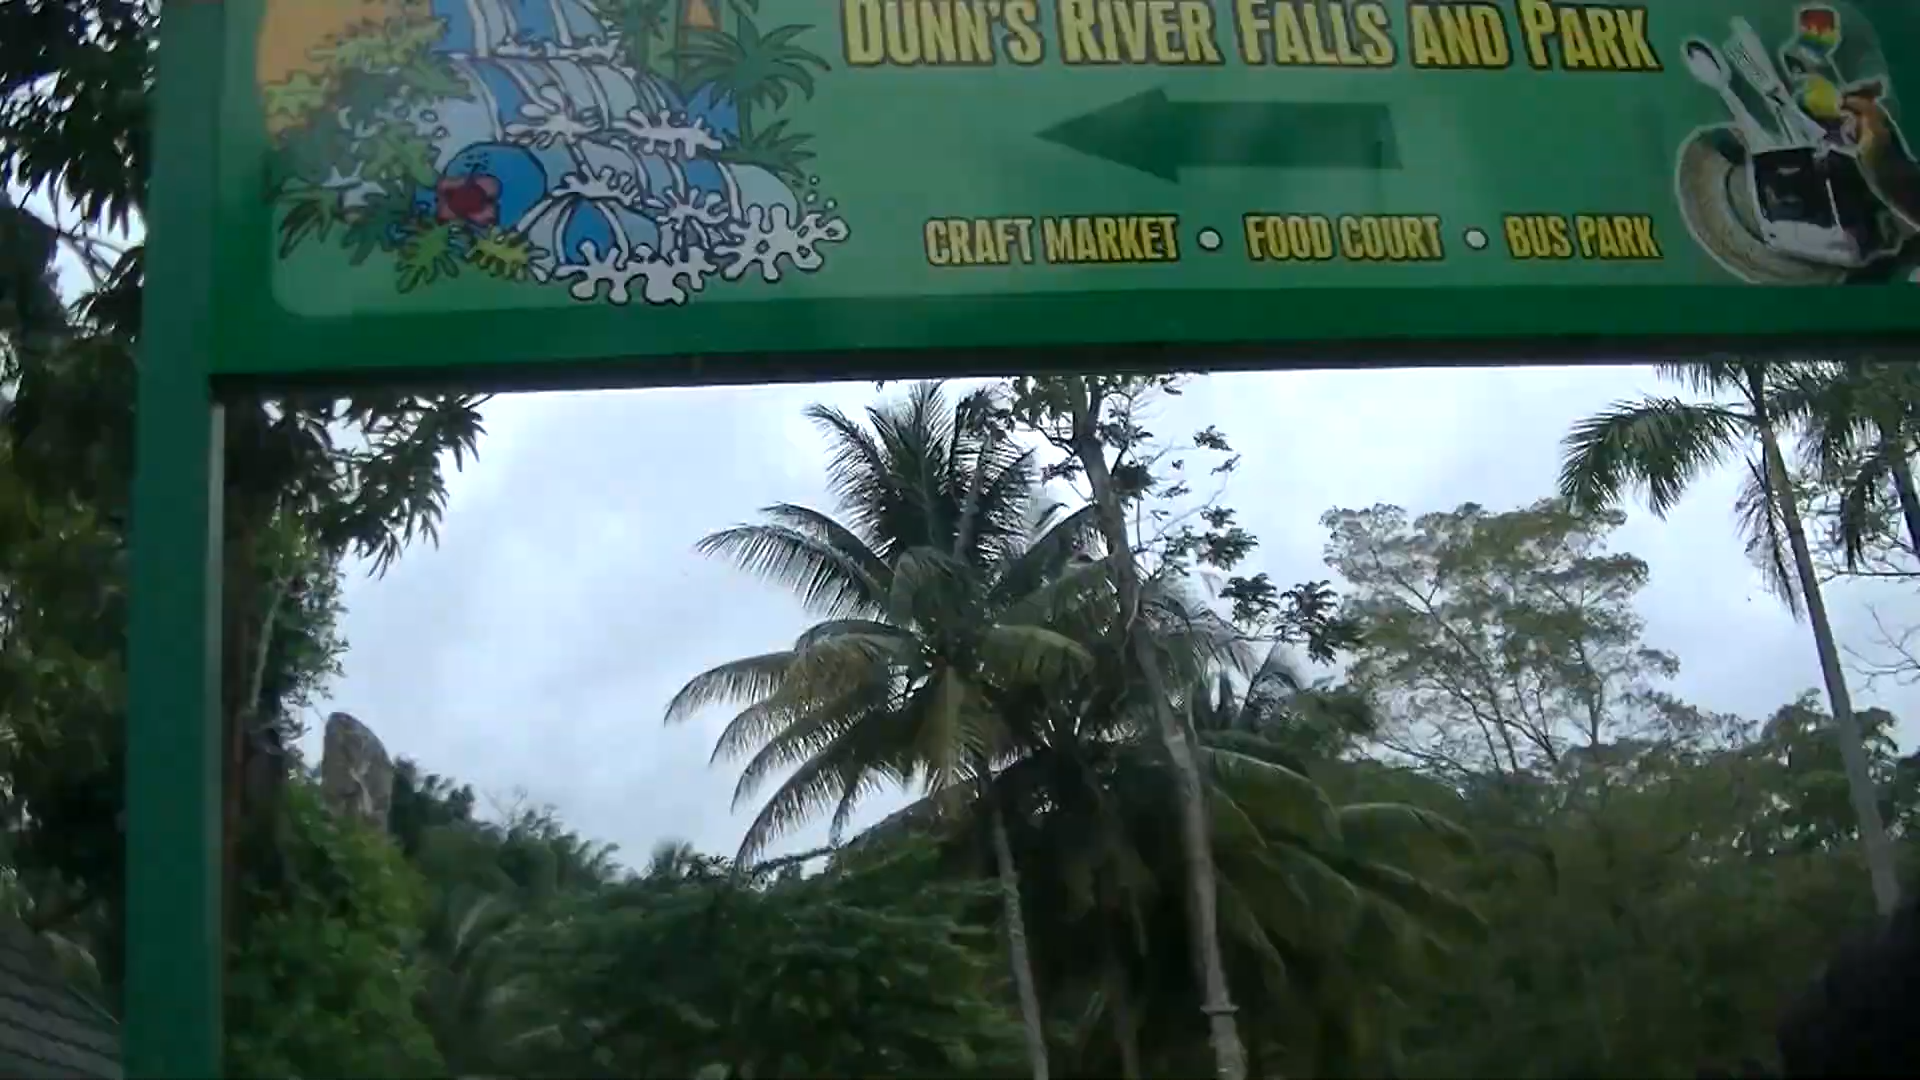 DUNN'S RIVER FALLS AND PARK
CRAFT MARKET • FOOD COURT • BUS PARK